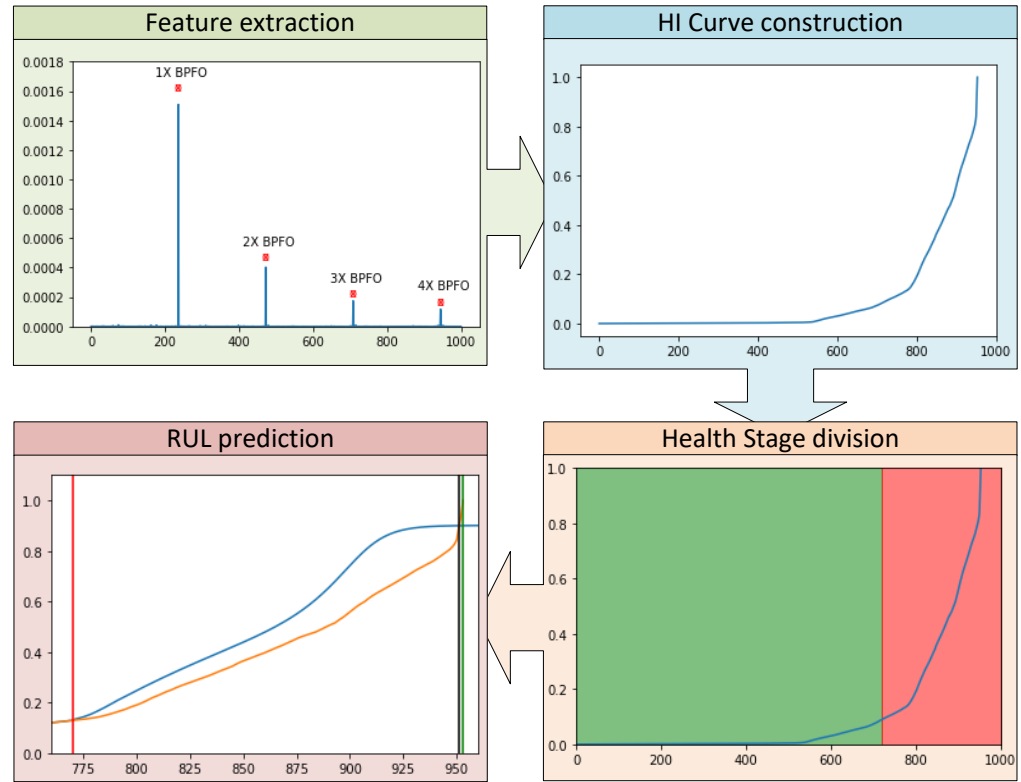 Feature extraction
0.0018
0.0016
0.0014
0.0012
0.0010
0.0008
0.0006
0.0004
0.0002
0.0000
1X BPFO
2X BPFO
3X BPFO
4X BPFO
0 200 400 600 800 1000
HI Curve construction
1.0
0.8
0.6
0.4
0.2
0.0
0 200 400 600 800 1000
RUL prediction
1.0
0.8
0.6
0.4
0.2
0.0
775 800 825 850 875 900 925 950
Health Stage division
1.0
0.8
0.6
0.4
0.2
0.0
0 200 400 600 800 1000